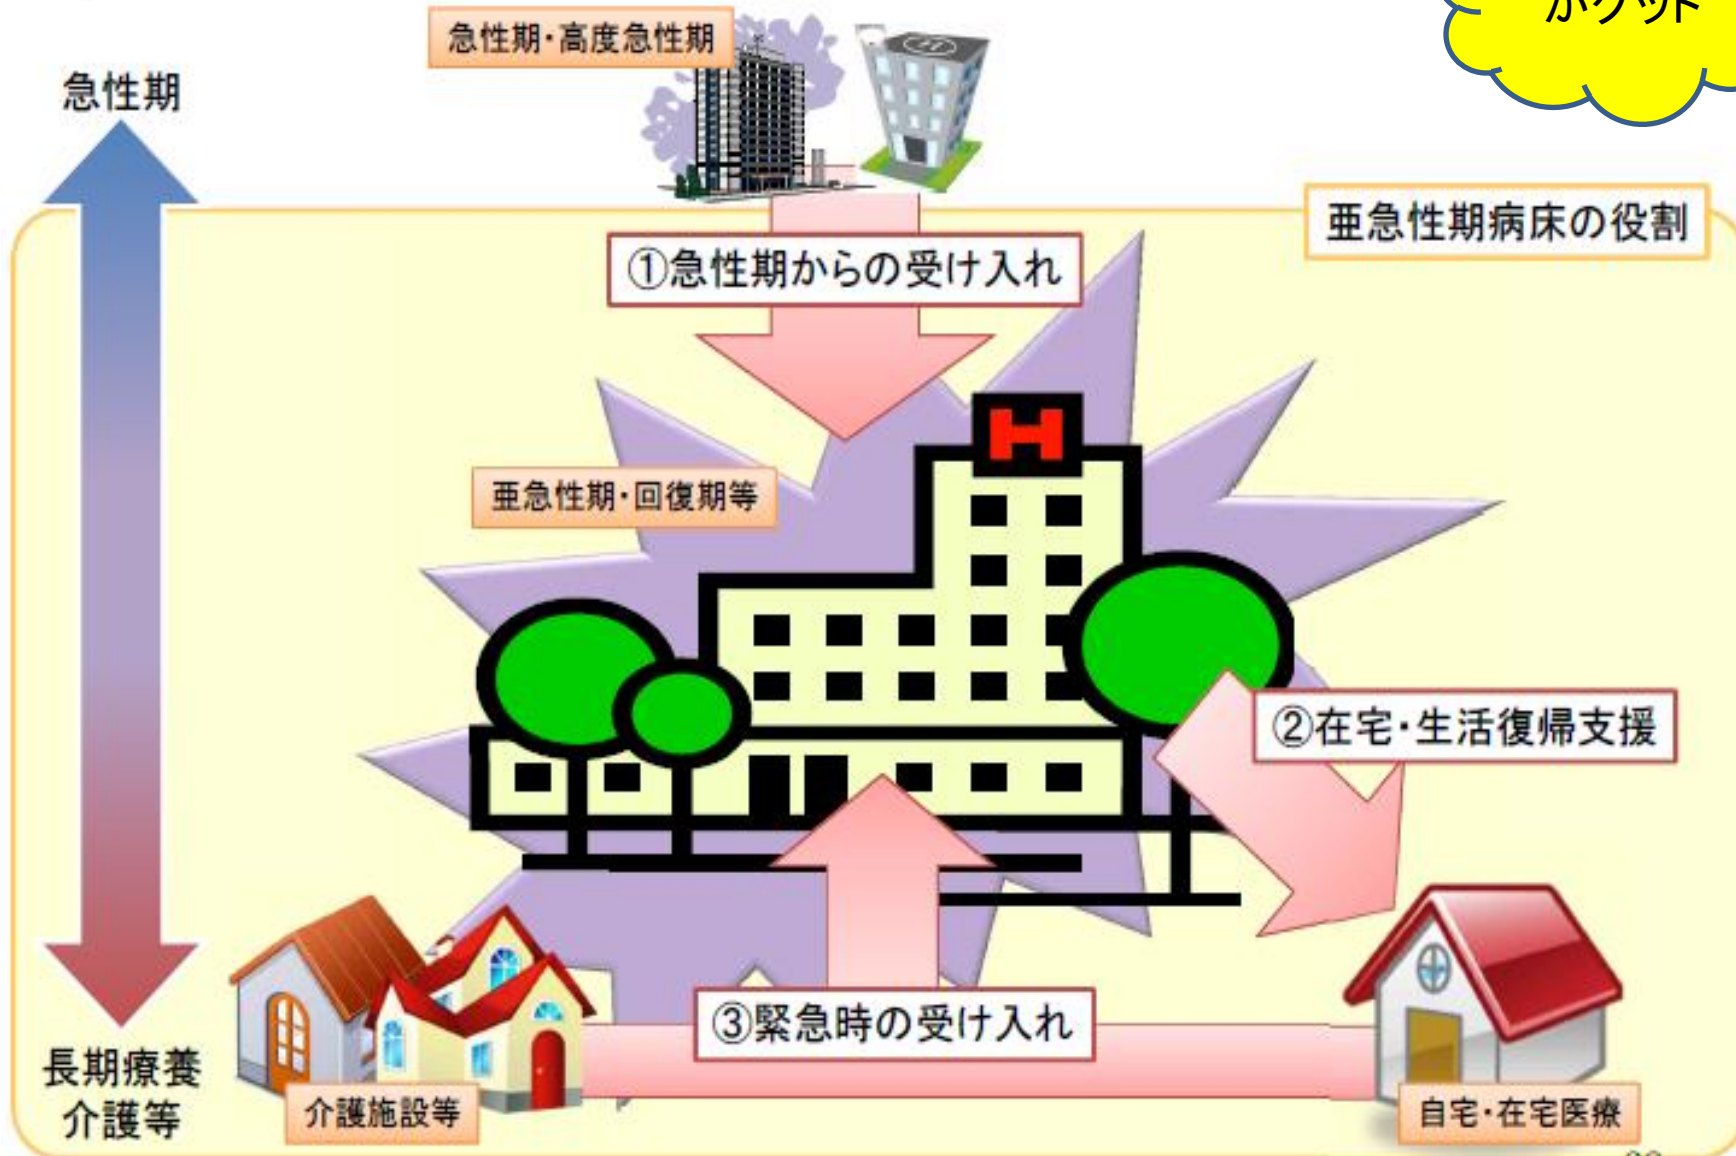 急性期・高度急性期
急性期
亜急性期病床の役割
①急性期からの受け入れ
亜急性期・回復期等
②在宅・生活復帰支援
③緊急時の受け入れ
長期療養
介護等
介護施設等
自宅・在宅医療